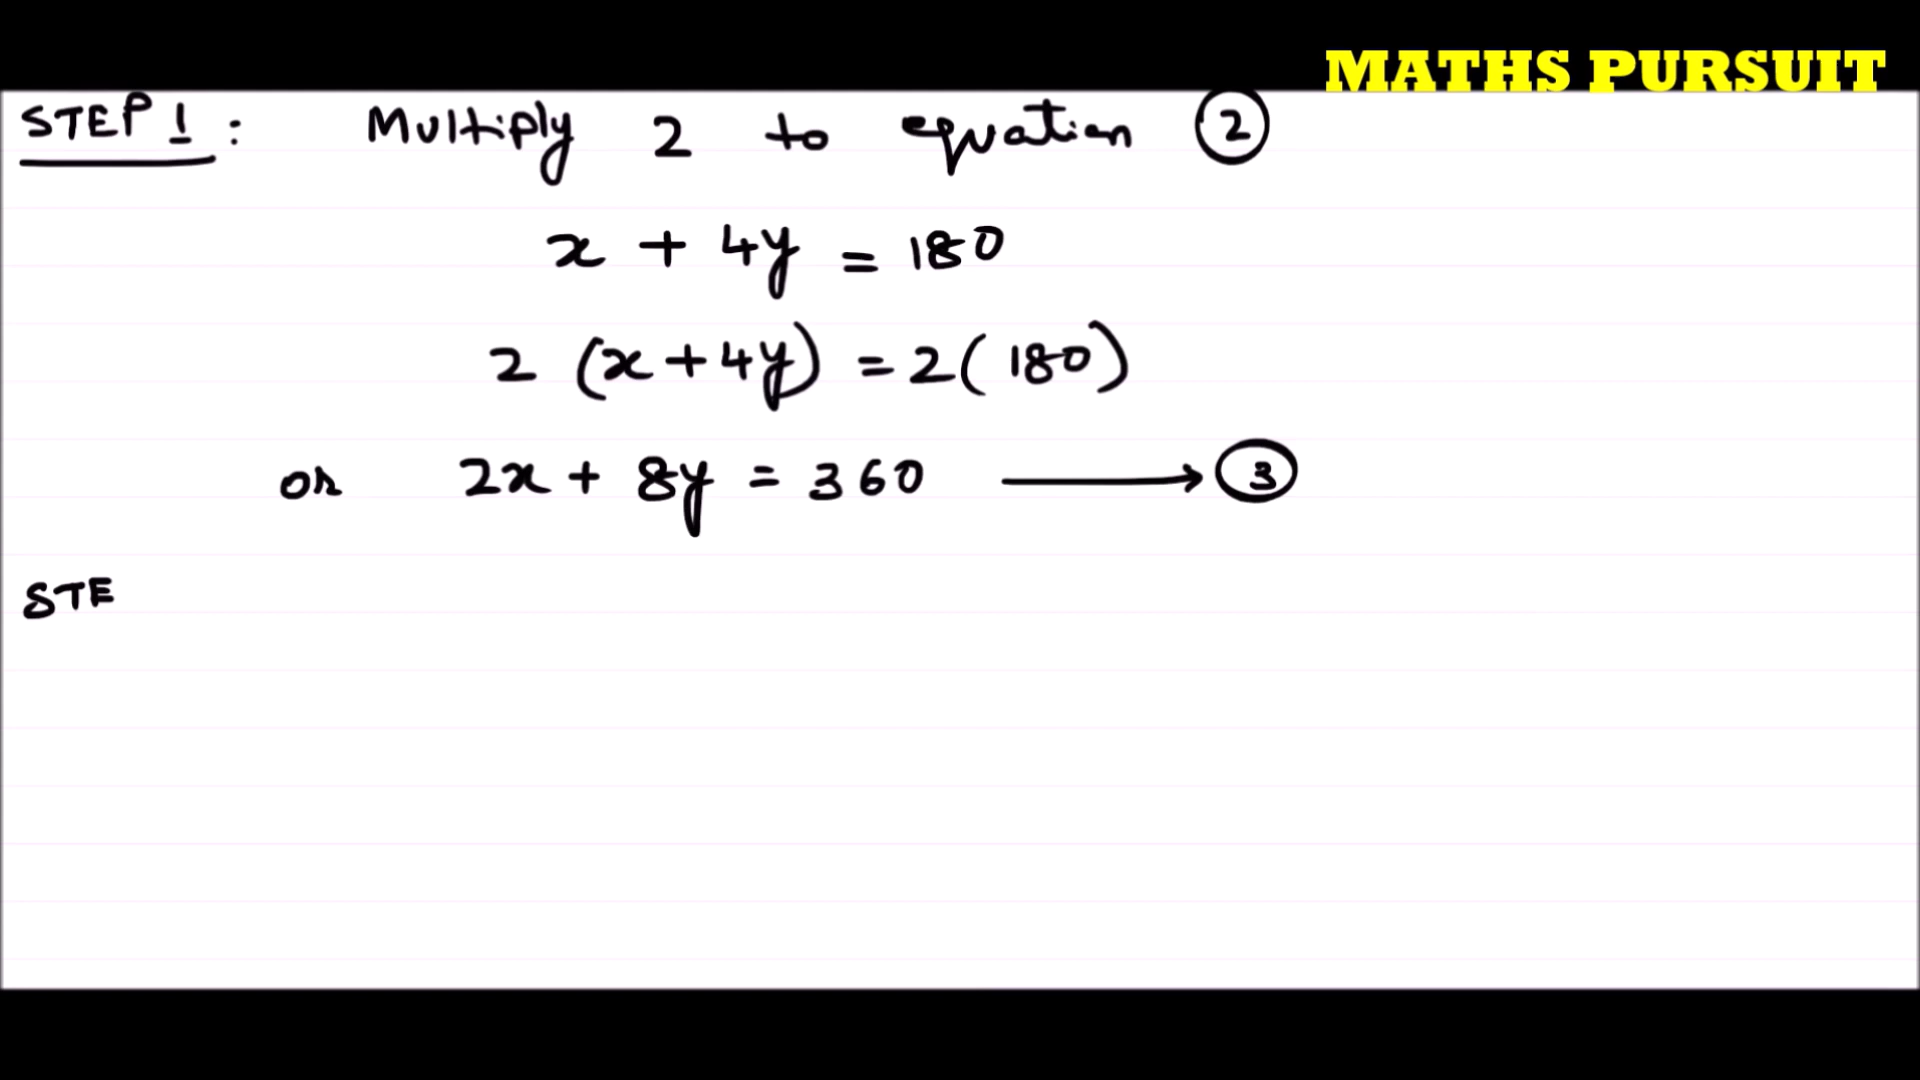 MATHS PURSUIT
STEP 1 : Multiply 2 to equation 2
x + 4y = 180
2 (x + 4y) = 2(180)
or 2x + 8y = 360 → 3
STE